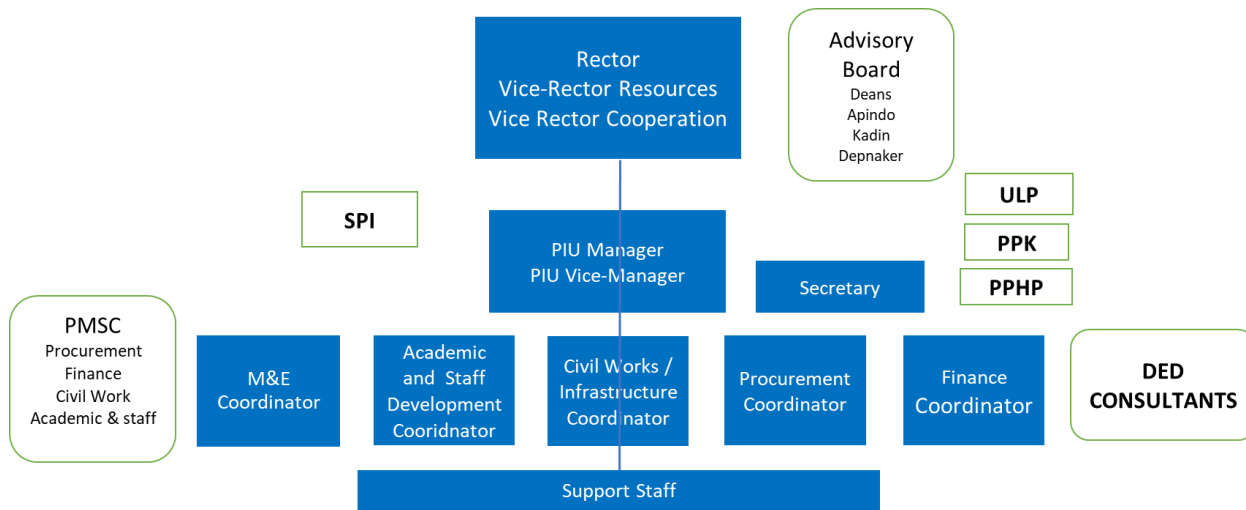 Rector
Vice-Rector Resources
Vice Rector Cooperation
Advisory
Board
Deans
Apindo
Kadin
Depnaker
SPI
ULP
PPK
PPHP
PIU Manager
PIU Vice-Manager
Secretary
PMSC
Procurement
Finance
Civil Work
Academic & staff
M&E
Coordinator
Academic
and Staff
Development
Cooridnator
Civil Works /
Infrastructure
Coordinator
Procurement
Coordinator
Finance
Coordinator
DED
CONSULTANTS
Support Staff